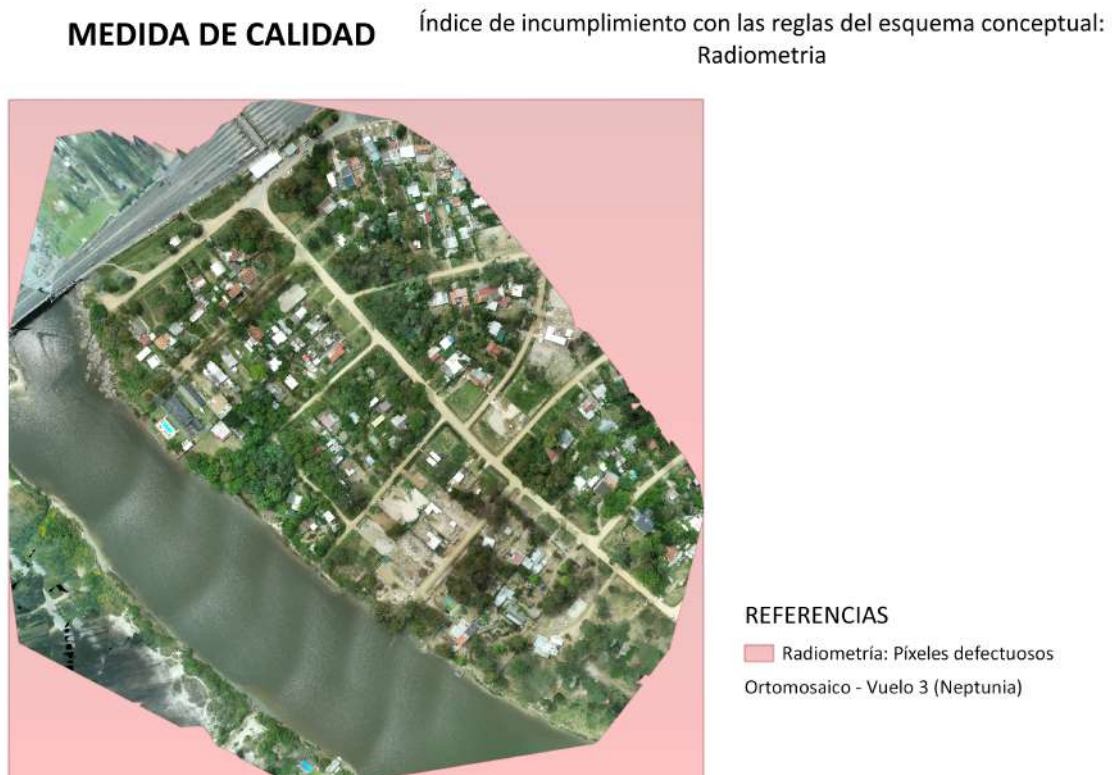 MEDIDA DE CALIDAD
Índice de incumplimiento con las reglas del esquema conceptual:
Radiometria
REFERENCIAS
Radiometría: Píxeles defectuosos
Ortomosaico - Vuelo 3 (Neptunia)